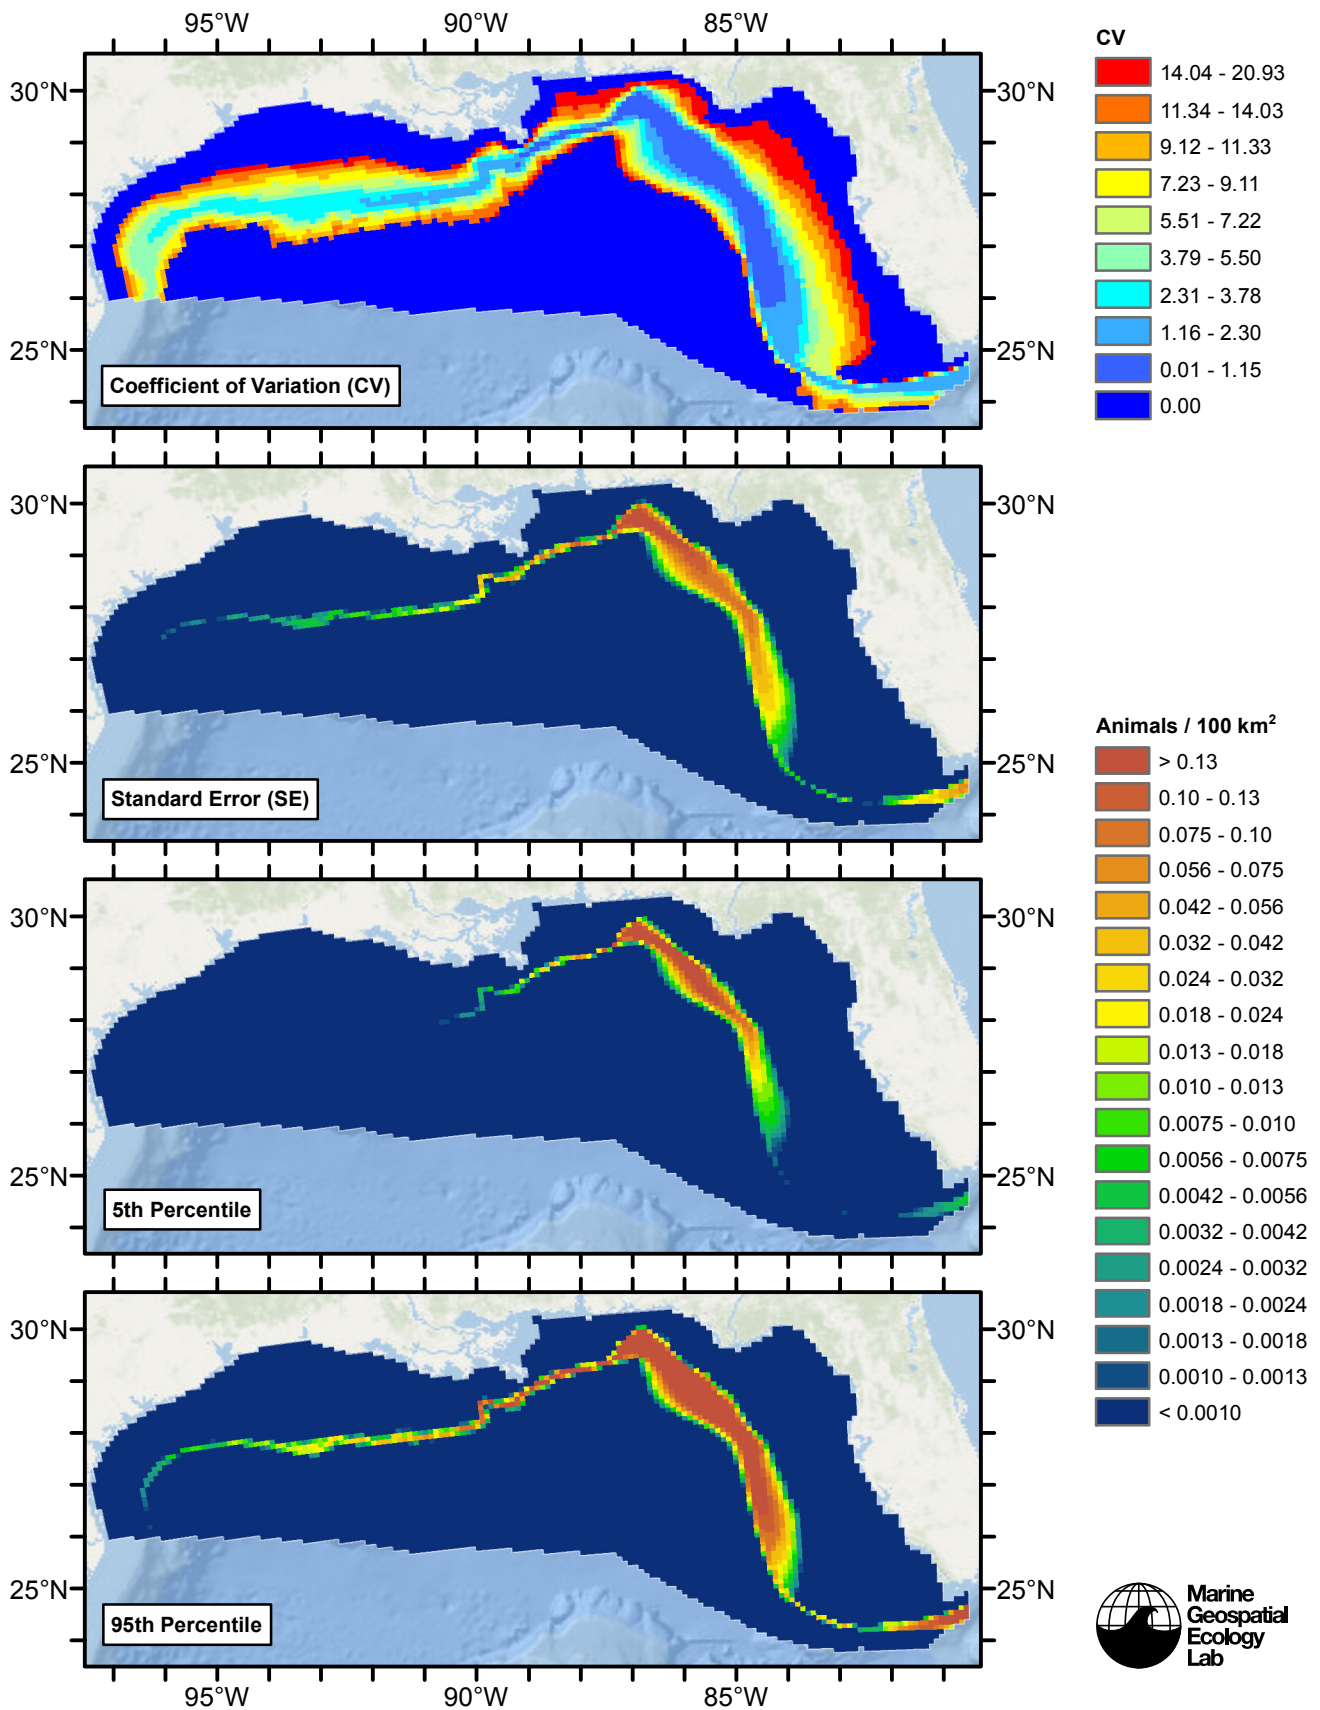 95°W 90°W 85°W
30°N 30°N
25°N 25°N
Coefficient of Variation (CV)
CV
14.04 - 20.93
11.34 - 14.03
9.12 - 11.33
7.23 - 9.11
5.51 - 7.22
3.79 - 5.50
2.31 - 3.78
1.16 - 2.30
0.01 - 1.15
0.00
30°N 30°N
25°N 25°N
Standard Error (SE)
30°N 30°N
25°N 25°N
5th Percentile
30°N 30°N
25°N 25°N
95th Percentile
95°W 90°W 85°W
Animals / 100 km²
> 0.13
0.10 - 0.13
0.075 - 0.10
0.056 - 0.075
0.042 - 0.056
0.032 - 0.042
0.024 - 0.032
0.018 - 0.024
0.013 - 0.018
0.010 - 0.013
0.0075 - 0.010
0.0056 - 0.0075
0.0042 - 0.0056
0.0032 - 0.0042
0.0024 - 0.0032
0.0018 - 0.0024
0.0013 - 0.0018
0.0010 - 0.0013
< 0.0010
Marine
Geospatial
Ecology
Lab